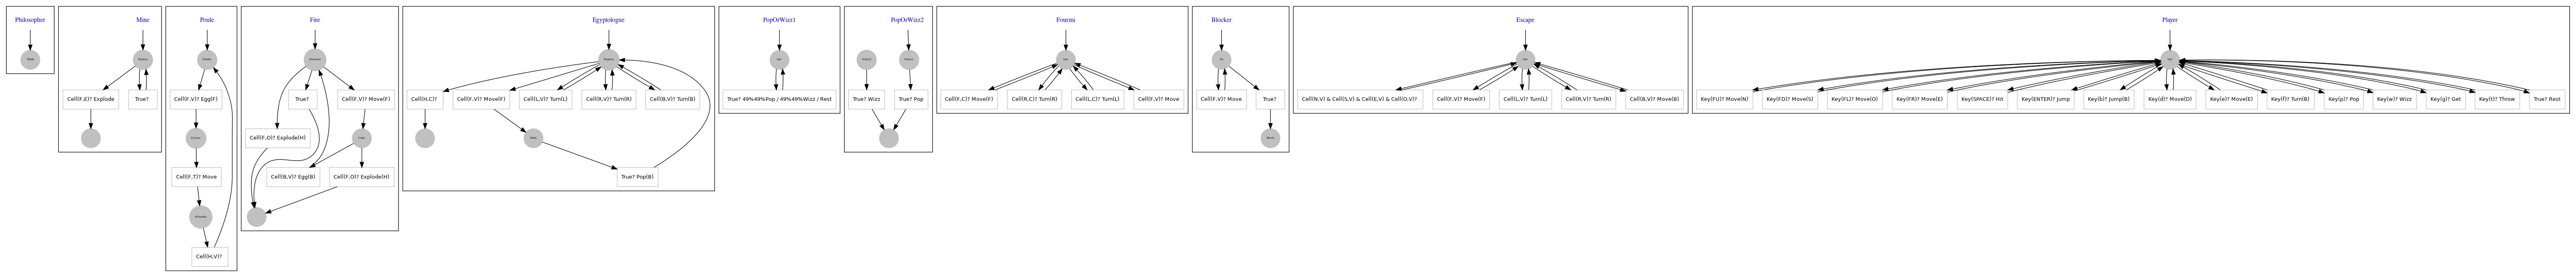 Philosopher
Mine
Cell(F,E)? Explode
True?
Poule
Cell(F,V)? Egg(F)
Cell(F,T)? Move
Cell(H,V)?
Fire
True?
Cell(F,V)? Move(F)
Cell(F,O)? Explode(H)
Cell(B,V)? Egg(B)
Cell(F,O)? Explode(H)
Egyptologue
Cell(H,C)?
Cell(F,V)? Move(F)
Cell(L,V)? Turn(L)
Cell(R,V)? Turn(R)
Cell(B,V)? Turn(B)
True? Pop(B)
PopOrWizz1
True? 49%49%Pop / 49%49%Wizz / Rest
PopOrWizz2
True? Wizz
True? Pop
Fourmi
Cell(F,C)? Move(F)
Cell(R,C)? Turn(R)
Cell(L,C)? Turn(L)
Cell(F,V)? Move
Blocker
Cell(F,V)? Move
True?
Escape
Cell(N,V) & Cell(S,V) & Cell(E,V) & Cell(O,V)?
Cell(F,V)? Move(F)
Cell(L,V)? Turn(L)
Cell(R,V)? Turn(R)
Cell(B,V)? Move(B)
Player
Key(FU)? Move(N)
Key(FD)? Move(S)
Key(FL)? Move(O)
Key(FR)? Move(E)
Key(SPACE)? Hit
Key(ENTER)? Jump
Key(b)? Jump(B)
Key(d)? Move(D)
Key(e)? Move(E)
Key(f)? Turn(B)
Key(p)? Pop
Key(w)? Wizz
Key(g)? Get
Key(t)? Throw
True? Rest